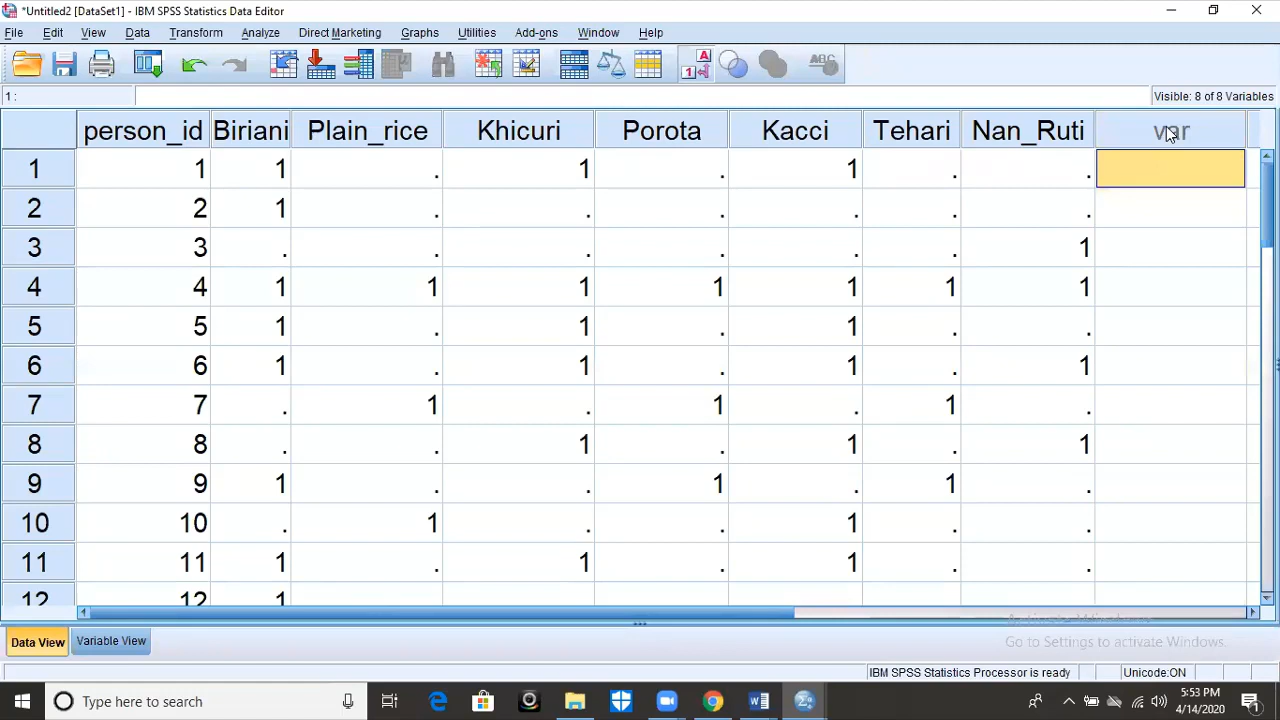 *Untitled2 [DataSet1] - IBM SPSS Statistics Data Editor
File Edit View Data Transform Analyze Direct Marketing Graphs Utilities Add-ons Window Help
1 : Visible: 8 of 8 Variables
person_id Biriani Plain_rice Khicuri Porota Kacci Tehari Nan_Ruti var
1 1 1 . 1 . 1 . .
2 2 1 . . . . . .
3 3 . . . . . . 1
4 4 1 1 1 1 1 1 1
5 5 1 . 1 . 1 . .
6 6 1 . 1 . 1 . 1
7 7 . 1 . 1 . 1 .
8 8 . . 1 . 1 . 1
9 9 1 . . 1 . 1 .
10 10 . 1 . . 1 . .
11 11 1 . 1 . 1 . .
12 12 1
Activate Windows
Go to Settings to activate Windows.
Data View Variable View
IBM SPSS Statistics Processor is ready Unicode:ON
Type here to search
5:53 PM
4/14/2020